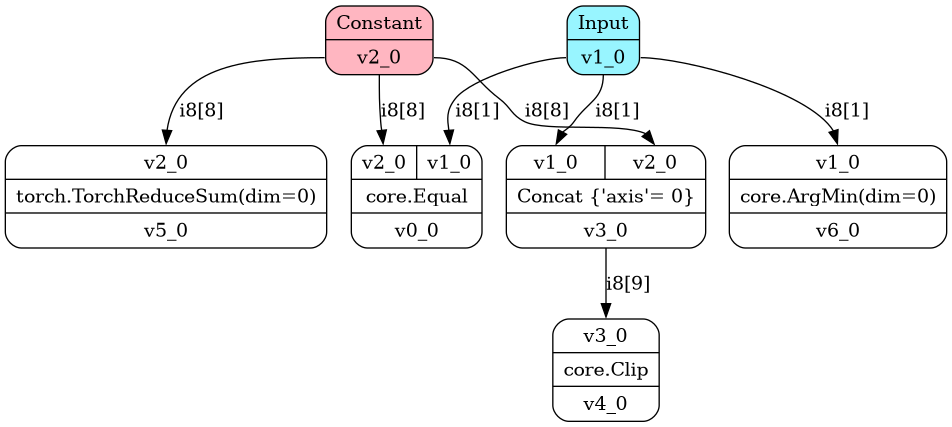 Constant
v2_0
Input
v1_0
i8[8]
i8[8]
i8[1]
i8[8]
i8[1]
i8[1]
v2_0
torch.TorchReduceSum(dim=0)
v5_0
v2_0 v1_0
core.Equal
v0_0
v1_0 v2_0
Concat {'axis'= 0}
v3_0
v1_0
core.ArgMin(dim=0)
v6_0
i8[9]
v3_0
core.Clip
v4_0